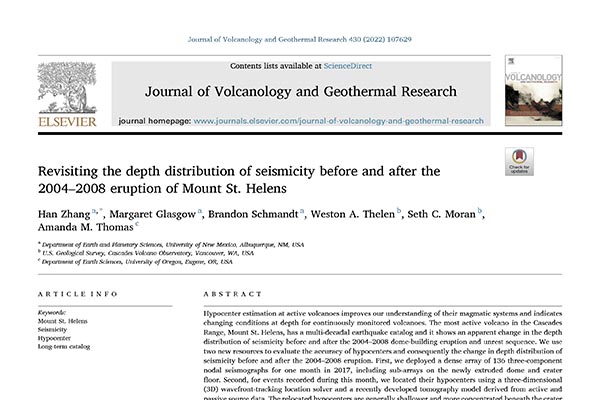 Journal of Volcanology and Geothermal Research 430 (2022) 107629
Contents lists available at ScienceDirect
Journal of Volcanology and Geothermal Research
journal homepage: www.journals.elsevier.com/journal-of-volcanology-and-geothermal-research
ELSEVIER
VOLCANOLOGY
Check for
updates
Revisiting the depth distribution of seismicity before and after the
2004–2008 eruption of Mount St. Helens
Han Zhang a,*, Margaret Glasgow a, Brandon Schmandt a, Weston A. Thelen b, Seth C. Moran b,
Amanda M. Thomas c
a Department of Earth and Planetary Sciences, University of New Mexico, Albuquerque, NM, USA
b U.S. Geological Survey, Cascades Volcano Observatory, Vancouver, WA, USA
c Department of Earth Sciences, University of Oregon, Eugene, OR, USA
ARTICLE INFO
Keywords:
Mount St. Helens
Seismicity
Hypocenter
Long-term catalog
ABSTRACT
Hypocenter estimation at active volcanoes improves our understanding of their magmatic systems and indicates
changing conditions at depth for continuously monitored volcanoes. The most active volcano in the Cascades
Range, Mount St. Helens, has a multi-decadal earthquake catalog and it shows an apparent change in the depth
distribution of seismicity before and after the 2004–2008 dome-building eruption and unrest sequence. We use
two new resources to evaluate the accuracy of hypocenters and consequently the change in depth distribution of
seismicity before and after the 2004–2008 eruption. First, we deployed a dense array of 136 three-component
nodal seismographs for one month in 2017, including sub-arrays on the newly extruded dome and crater
floor. Second, for events recorded during this month, we located their hypocenters using a three-dimensional
(3D) wavefront-tracking location solver and a recently developed tomography model derived from active and
passive source data. The relocated hypocenters are generally shallower and more concentrated beneath the crater